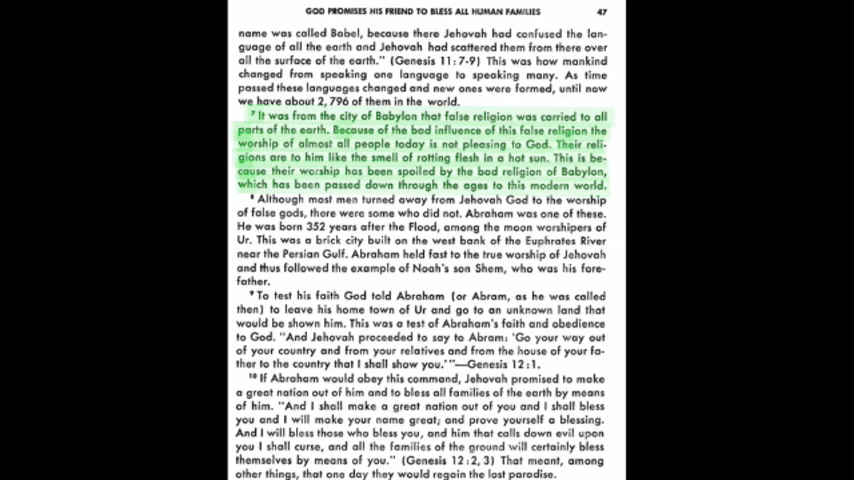 GOD PROMISES HIS FRIEND TO BLESS ALL HUMAN FAMILIES 47
name was called Babel, because there Jehovah had confused the lan-
guage of all the earth and Jehovah had scattered them from there over
all the surface of the earth." (Genesis 11:7-9) This was how mankind
changed from speaking one language to speaking many. As time
passed these languages changed and new ones were formed, until now
we have about 2,796 of them in the world.
⁷ It was from the city of Babylon that false religion was carried to all
parts of the earth. Because of the bad influence of this false religion the
worship of almost all people today is not pleasing to God. Their reli-
gions are to him like the smell of rotting flesh in a hot sun. This is be-
cause their worship has been spoiled by the bad religion of Babylon,
which has been passed down through the ages to this modern world.
⁸ Although most men turned away from Jehovah God to the worship
of false gods, there were some who did not. Abraham was one of these.
He was born 352 years after the Flood, among the moon worshipers of
Ur. This was a brick city built on the west bank of the Euphrates River
near the Persian Gulf. Abraham held fast to the true worship of Jehovah
and thus followed the example of Noah's son Shem, who was his fore-
father.
⁹ To test his faith God told Abraham (or Abram, as he was called
then) to leave his home town of Ur and go to an unknown land that
would be shown him. This was a test of Abraham's faith and obedience
to God. "And Jehovah proceeded to say to Abram: 'Go your way out
of your country and from your relatives and from the house of your fa-
ther to the country that I shall show you.'"—Genesis 12:1.
¹⁰ If Abraham would obey this command, Jehovah promised to make
a great nation out of him and to bless all families of the earth by means
of him. "And I shall make a great nation out of you and I shall bless
you and I will make your name great; and prove yourself a blessing.
And I will bless those who bless you, and him that calls down evil upon
you I shall curse, and all the families of the ground will certainly bless
themselves by means of you." (Genesis 12:2, 3) That meant, among
other things, that one day they would regain the lost paradise.